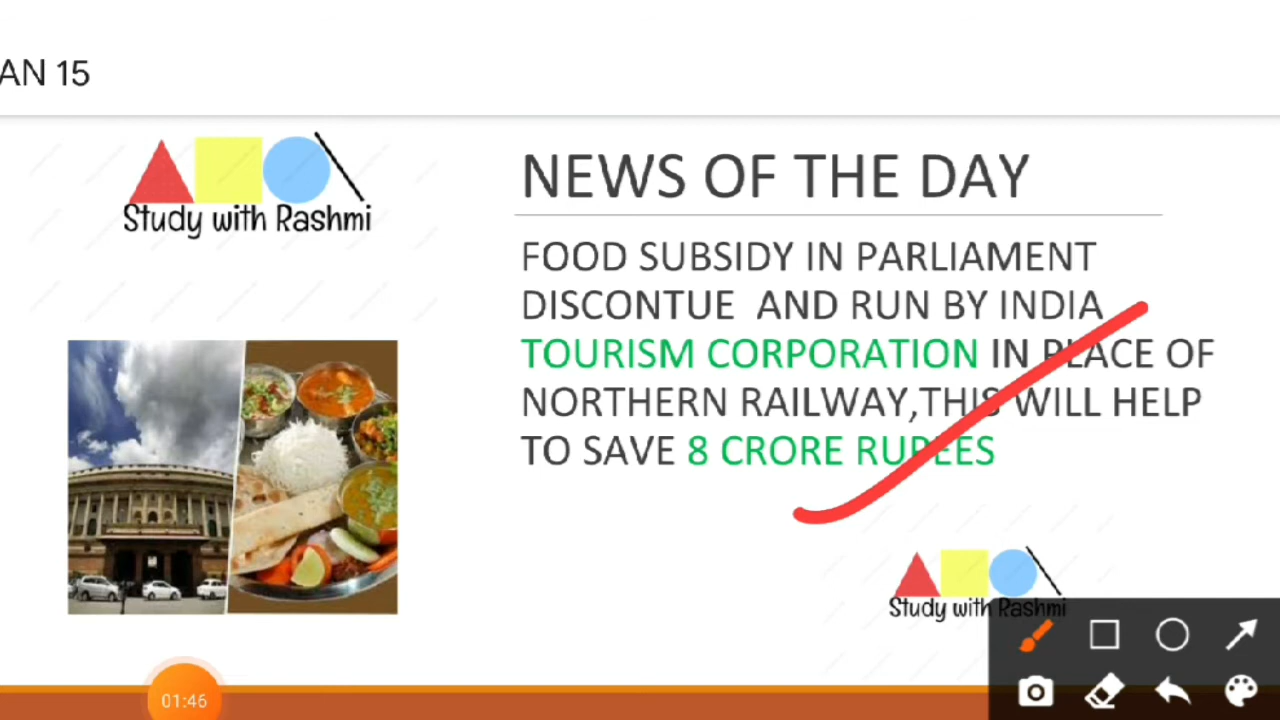 AN 15
Study with Rashmi
NEWS OF THE DAY
FOOD SUBSIDY IN PARLIAMENT
DISCONTUE AND RUN BY INDIA
TOURISM CORPORATION IN PLACE OF
NORTHERN RAILWAY,THIS WILL HELP
TO SAVE 8 CRORE RUPEES
Study with Rashmi
01:46